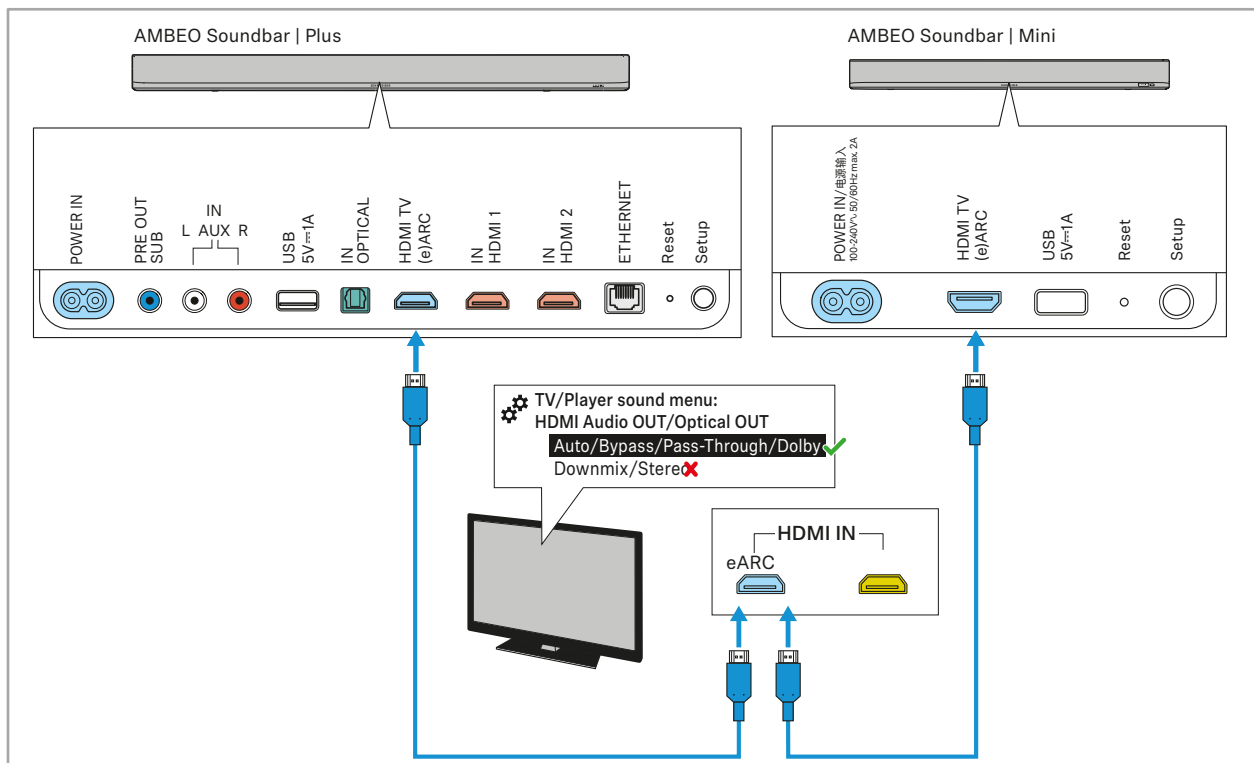 AMBEO Soundbar | Plus
POWER IN
PRE OUT
SUB
IN
L AUX R
USB
5V⎓1A
IN
OPTICAL
HDMI TV
(e)ARC
IN
HDMI 1
IN
HDMI 2
ETHERNET
Reset
Setup
AMBEO Soundbar | Mini
POWER IN/电源输入
100-240V∿ 50/60Hz max. 2A
HDMI TV
(e)ARC
USB
5V⎓1A
Reset
Setup
TV/Player sound menu:
HDMI Audio OUT/Optical OUT
Auto/Bypass/Pass-Through/Dolby
Downmix/Stereo
HDMI IN
eARC